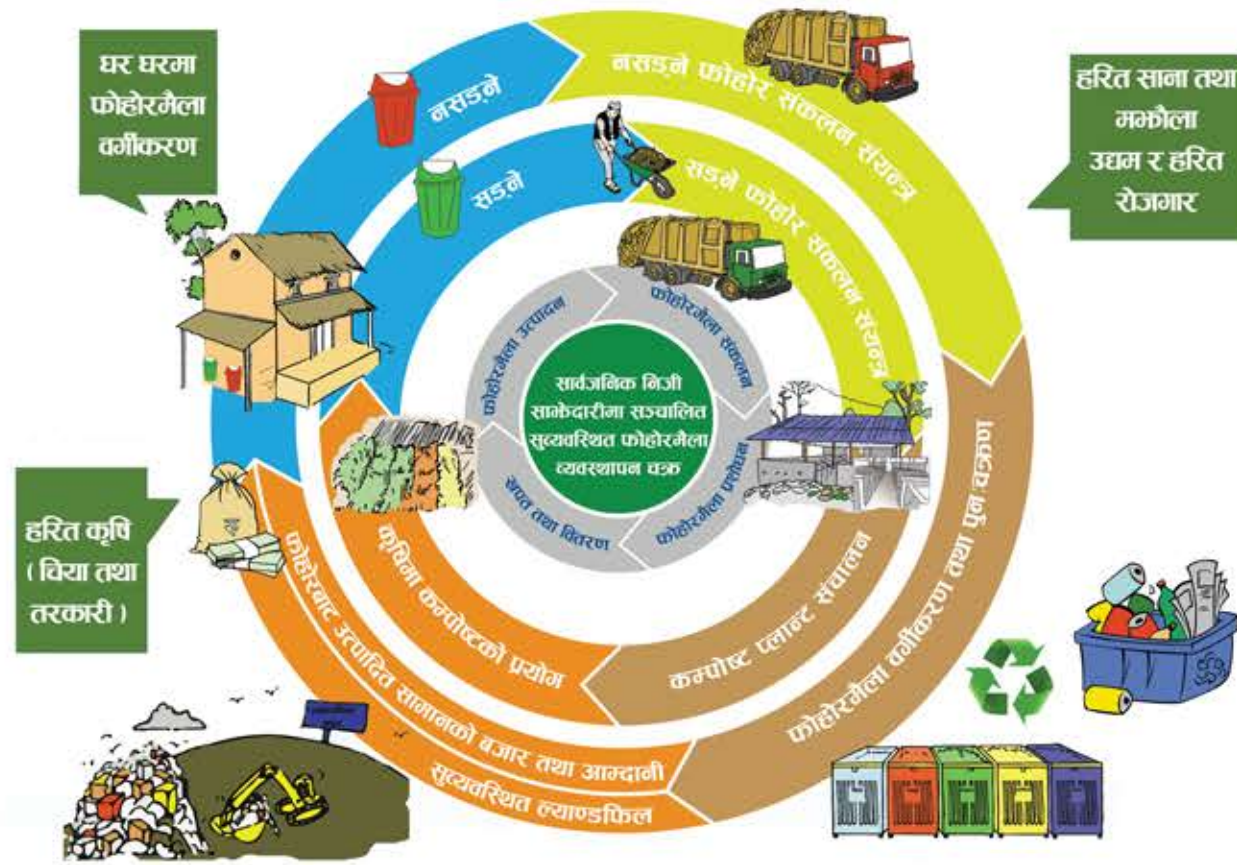 घर घरमा
फोहोरमैला
वर्गीकरण
हरित साना तथा
मझौला
उद्यम र हरित
रोजगार
नसड्ने
नसड्ने फोहोर संकलन संयन्त्र
सड्ने
सड्ने फोहोर संकलन संयन्त्र
फोहोरमैला उत्पादन
फोहोरमैला संकलन
फोहोरमैला प्रशोधन
खपत तथा वितरण
सार्वजनिक निजी
साझेदारीमा सञ्चालित
सुव्यवस्थित फोहोरमैला
व्यवस्थापन चक्र
हरित कृषि
( चिया तथा
तरकारी )
कृषिमा कम्पोष्टको प्रयोग
कम्पोष्ट प्लान्ट संचालन
फोहोरमैला वर्गीकरण तथा पुन चक्रण
फोहोरबाट उत्पादित सामानको बजार तथा आम्दानी
सुव्यवस्थित ल्याण्डफिल